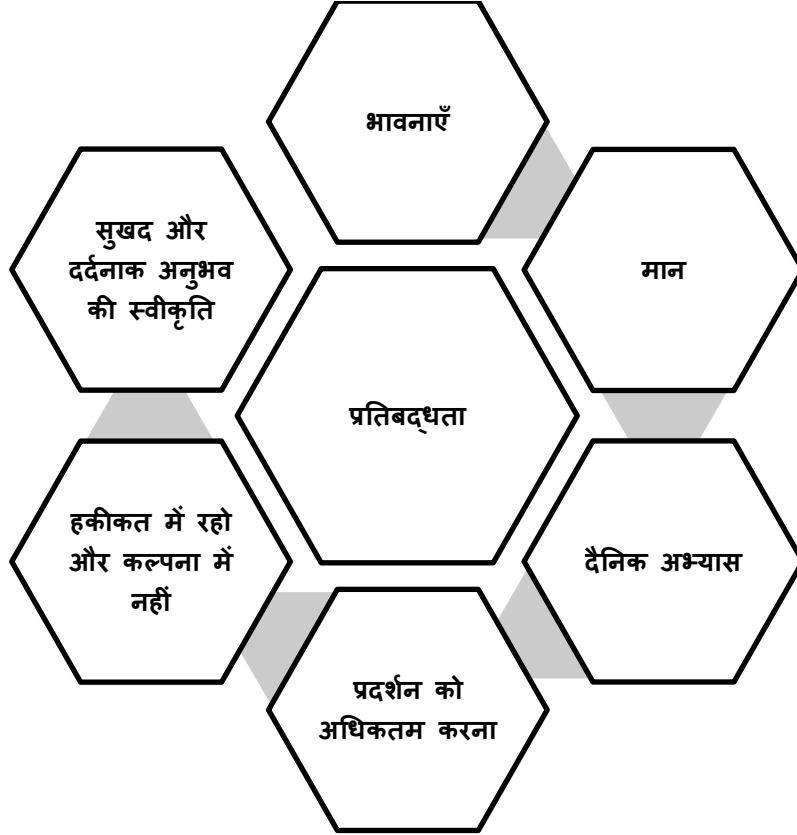 भावनाएँ
मान
दैनिक अभ्यास
प्रदर्शन को
अधिकतम करना
हकीकत में रहो
और कल्पना में
नहीं
सुखद और
दर्दनाक अनुभव
की स्वीकृति
प्रतिबद्धता